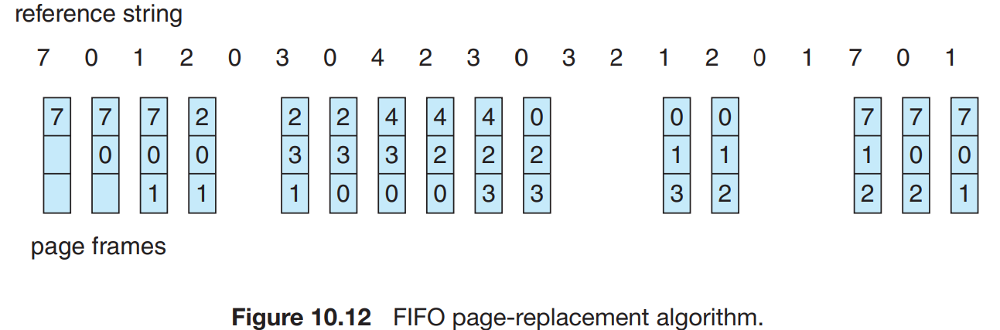 reference string
7 0 1 2 0 3 0 4 2 3 0 3 2 1 2 0 1 7 0 1
7 7 7 2 2 2 4 4 4 0 0 0 7 7 7
0 0 0 3 3 3 2 2 2 1 1 1 0 0
1 1 1 0 0 0 3 3 3 2 2 2 1
page frames
Figure 10.12 FIFO page-replacement algorithm.